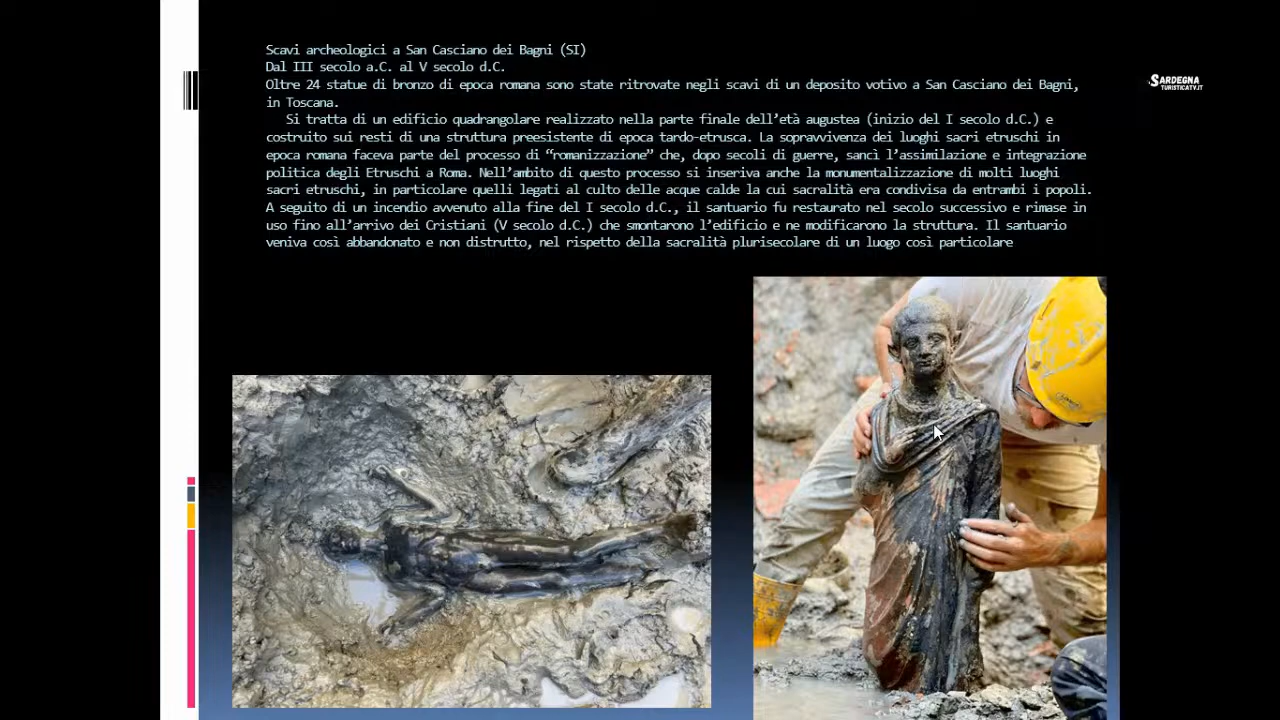 Scavi archeologici a San Casciano dei Bagni (SI)
Dal III secolo a.C. al V secolo d.C.
Oltre 24 statue di bronzo di epoca romana sono state ritrovate negli scavi di un deposito votivo a San Casciano dei Bagni,
in Toscana.
Si tratta di un edificio quadrangolare realizzato nella parte finale dell’età augustea (inizio del I secolo d.C.) e
costruito sui resti di una struttura preesistente di epoca tardo-etrusca. La sopravvivenza dei luoghi sacri etruschi in
epoca romana faceva parte del processo di “romanizzazione” che, dopo secoli di guerre, sancì l’assimilazione e integrazione
politica degli Etruschi a Roma. Nell’ambito di questo processo si inseriva anche la monumentalizzazione di molti luoghi
sacri etruschi, in particolare quelli legati al culto delle acque calde la cui sacralità era condivisa da entrambi i popoli.
A seguito di un incendio avvenuto alla fine del I secolo d.C., il santuario fu restaurato nel secolo successivo e rimase in
uso fino all’arrivo dei Cristiani (V secolo d.C.) che smontarono l’edificio e ne modificarono la struttura. Il santuario
veniva così abbandonato e non distrutto, nel rispetto della sacralità plurisecolare di un luogo così particolare
SARDEGNA
TURISTICATV.IT